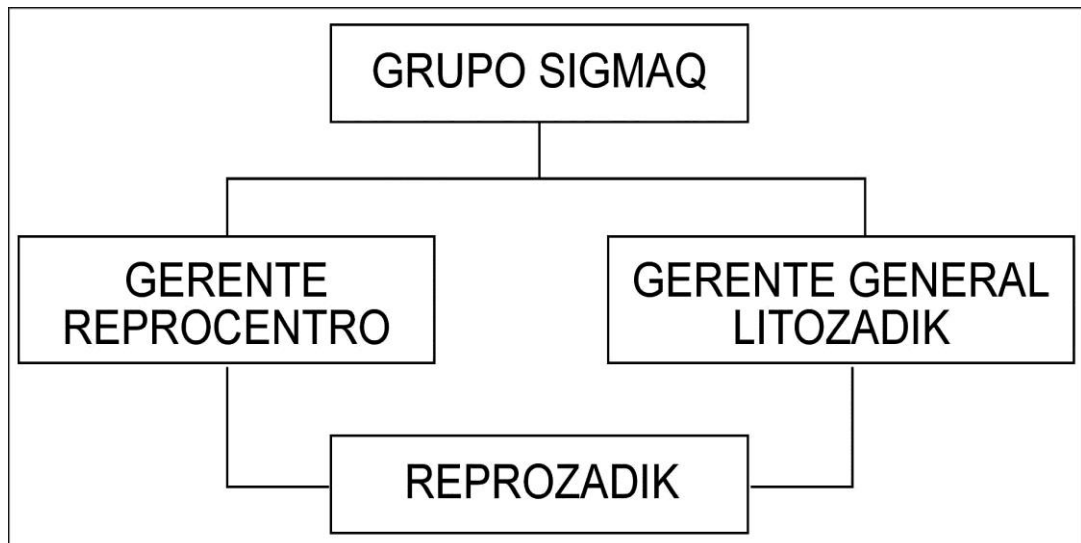 GRUPO SIGMAQ
GERENTE
REPROCENTRO
GERENTE GENERAL
LITOZADIK
REPROZADIK